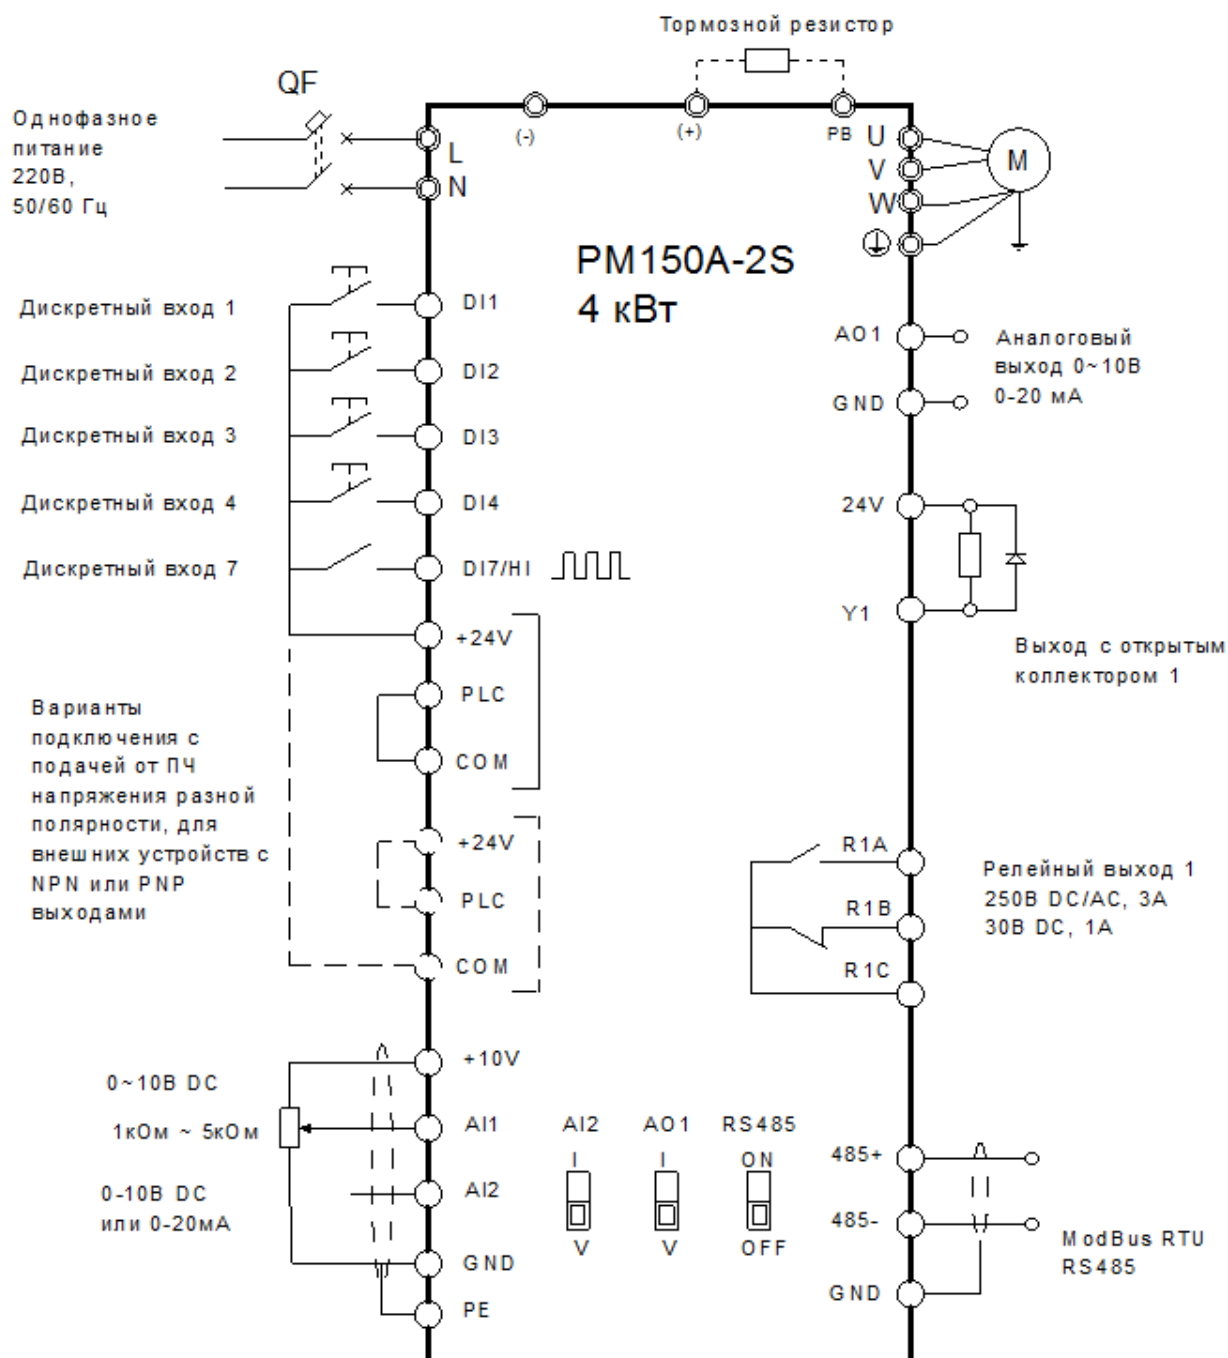 Тормозной резистор
QF
Однофазное
питание
220В,
50/60 Гц
L
N
(-)
(+)
PB
U
V
W
M
PM150A-2S
4 кВт
Дискретный вход 1
DI1
Дискретный вход 2
DI2
Дискретный вход 3
DI3
Дискретный вход 4
DI4
Дискретный вход 7
DI7/HI
+24V
PLC
COM
Варианты
подключения с
подачей от ПЧ
напряжения разной
полярности, для
внешних устройств с
NPN или PNP
выходами
+24V
PLC
COM
+10V
0~10В DC
1кОм ~ 5кОм
AI1
0-10В DC
или 0-20мА
AI2
GND
PE
AI2
I
V
AO1
I
V
RS485
ON
OFF
AO1
GND
Аналоговый
выход 0~10В
0-20 мА
24V
Y1
Выход с открытым
коллектором 1
R1A
R1B
R1C
Релейный выход 1
250В DC/AC, 3А
30В DC, 1А
485+
485-
GND
ModBus RTU
RS485